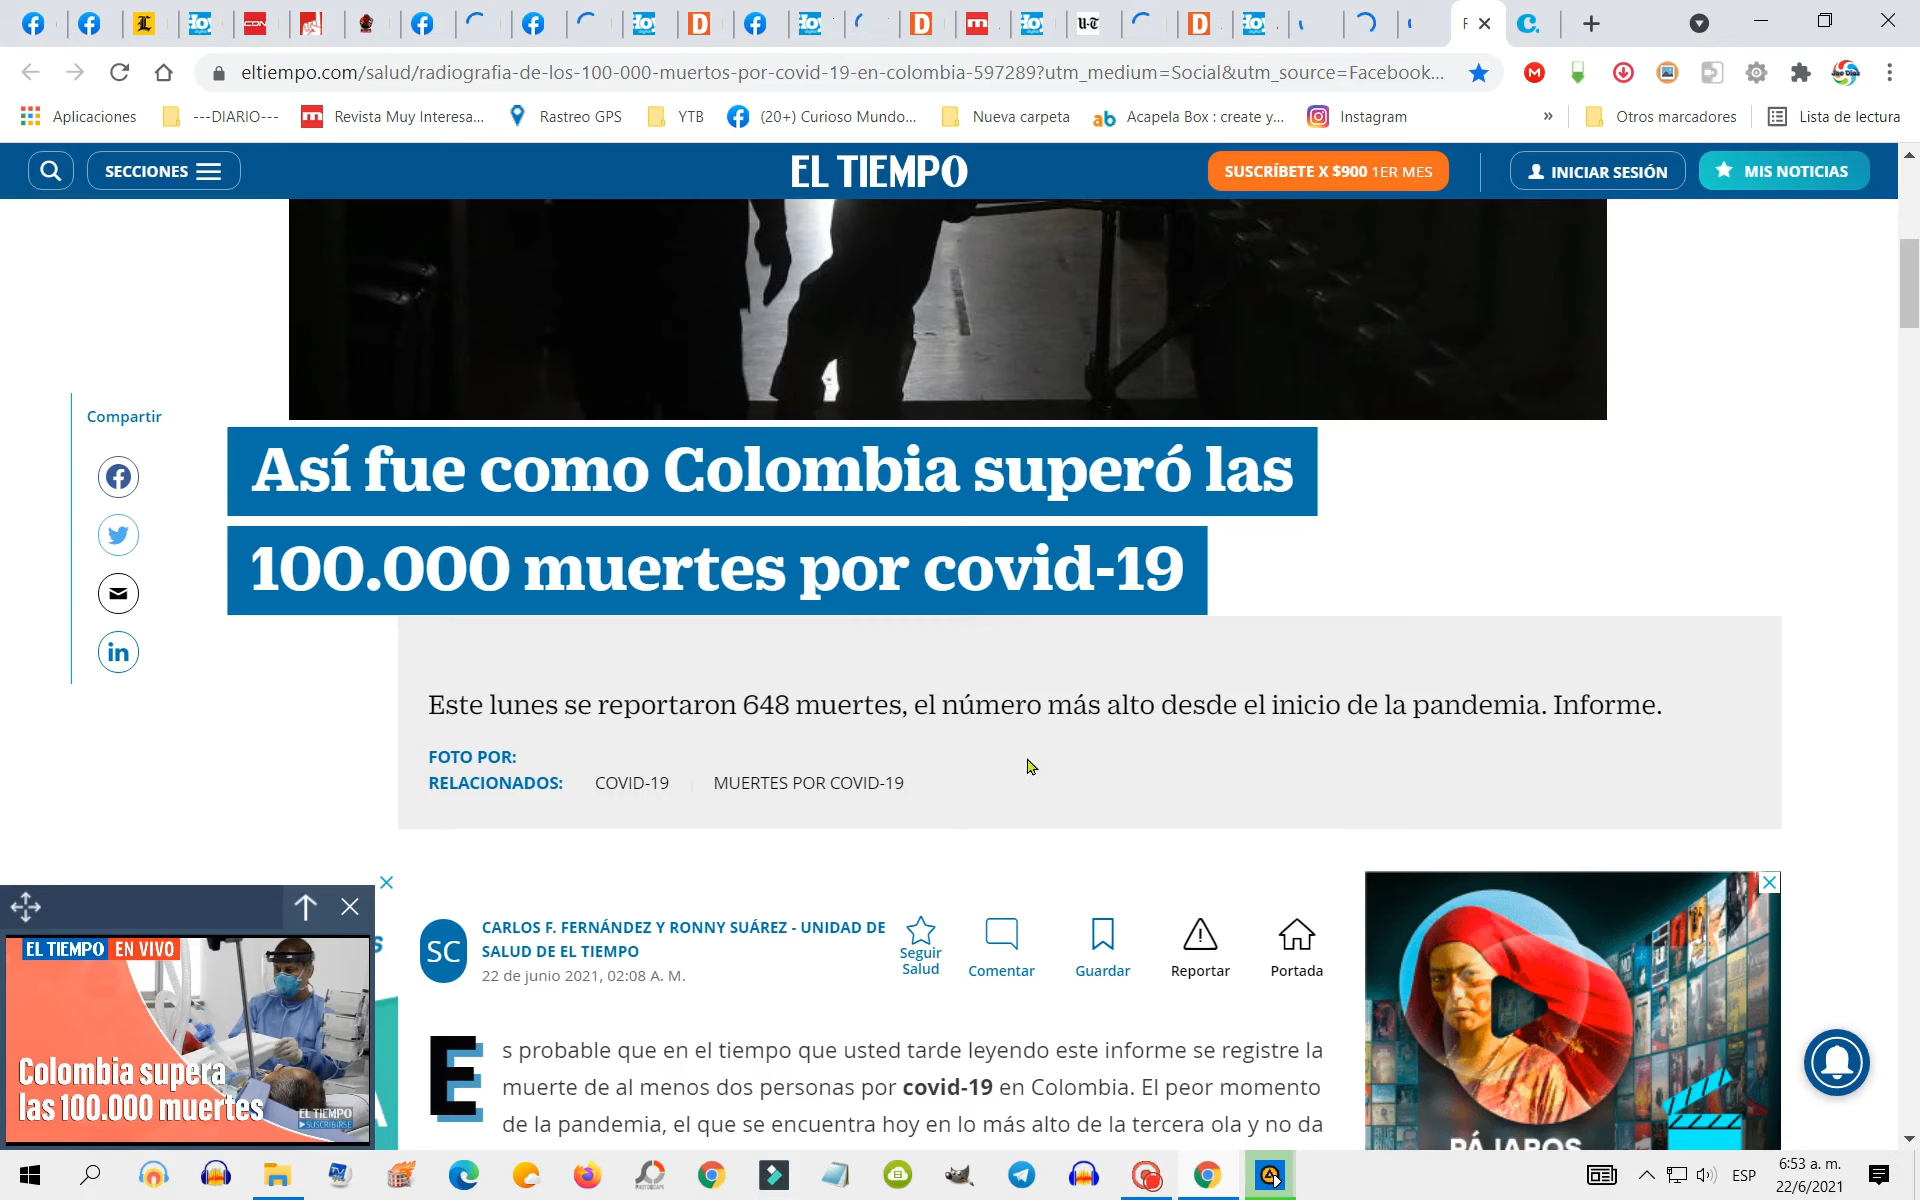 eltiempo.com/salud/radiografia-de-los-100-000-muertos-por-covid-19-en-colombia-597289?utm_medium=Social&utm_source=Facebook...
Aplicaciones
---DIARIO---
Revista Muy Interesa...
Rastreo GPS
YTB
(20+) Curioso Mundo...
Nueva carpeta
Acapela Box : create y...
Instagram
»
Otros marcadores
Lista de lectura
SECCIONES
EL TIEMPO
SUSCRÍBETE X $900 1ER MES
INICIAR SESIÓN
MIS NOTICIAS
Compartir
Así fue como Colombia superó las
100.000 muertes por covid-19
Este lunes se reportaron 648 muertes, el número más alto desde el inicio de la pandemia. Informe.
FOTO POR:
RELACIONADOS: COVID-19 MUERTES POR COVID-19
SC
CARLOS F. FERNÁNDEZ Y RONNY SUÁREZ - UNIDAD DE
SALUD DE EL TIEMPO
22 de junio 2021, 02:08 A. M.
Seguir
Salud
Comentar
Guardar
Reportar
Portada
Es probable que en el tiempo que usted tarde leyendo este informe se registre la
muerte de al menos dos personas por covid-19 en Colombia. El peor momento
de la pandemia, el que se encuentra hoy en lo más alto de la tercera ola y no da
EL TIEMPO EN VIVO
Colombia supera
las 100.000 muertes
EL TIEMPO
SUSCRIBIRSE
PÁJAROS
ESP
6:53 a. m.
22/6/2021